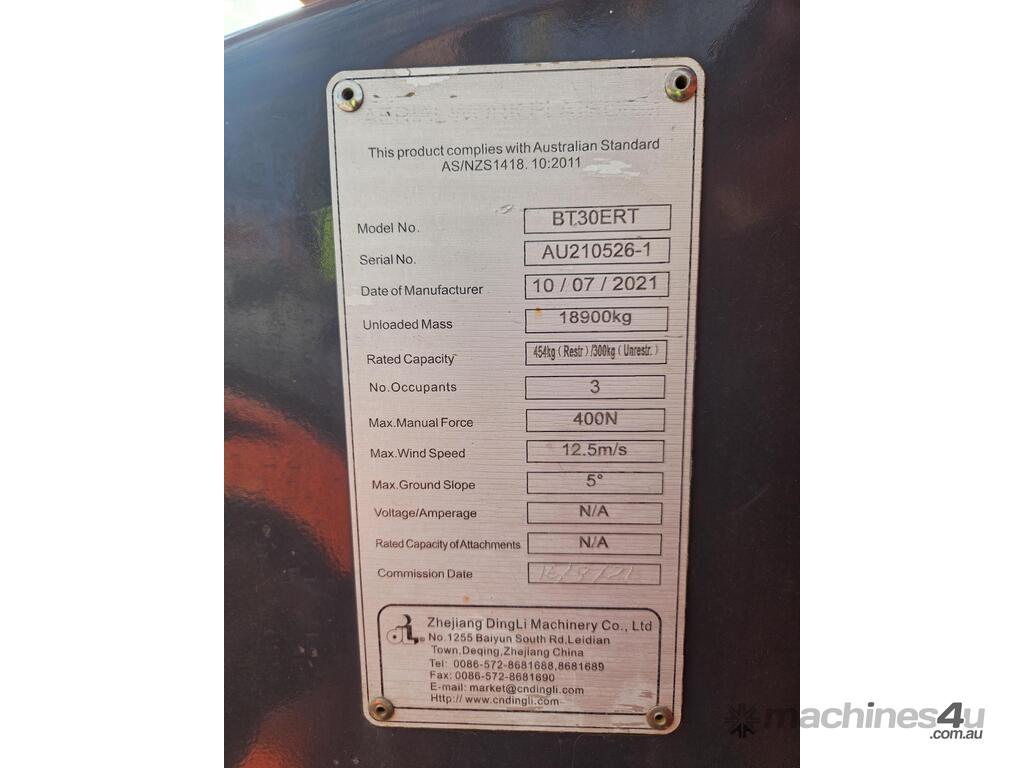 This product complies with Australian Standard
AS/NZS1418. 10:2011
Model No. BT30ERT
Serial No. AU210526-1
Date of Manufacturer 10 / 07 / 2021
Unloaded Mass 18900kg
Rated Capacity 454kg ( Restr ) /300kg ( Unrestr. )
No.Occupants 3
Max.Manual Force 400N
Max.Wind Speed 12.5m/s
Max.Ground Slope 5°
Voltage/Amperage N/A
Rated Capacity of Attachments N/A
Commission Date
Zhejiang DingLi Machinery Co., Ltd
No.1255 Baiyun South Rd,Leidian
Town,Deqing,Zhejiang China
Tel: 0086-572-8681688,8681689
Fax: 0086-572-8681690
E-mail: market@cndingli.com
Http:// www.cndingli.com
machines4u
.com.au